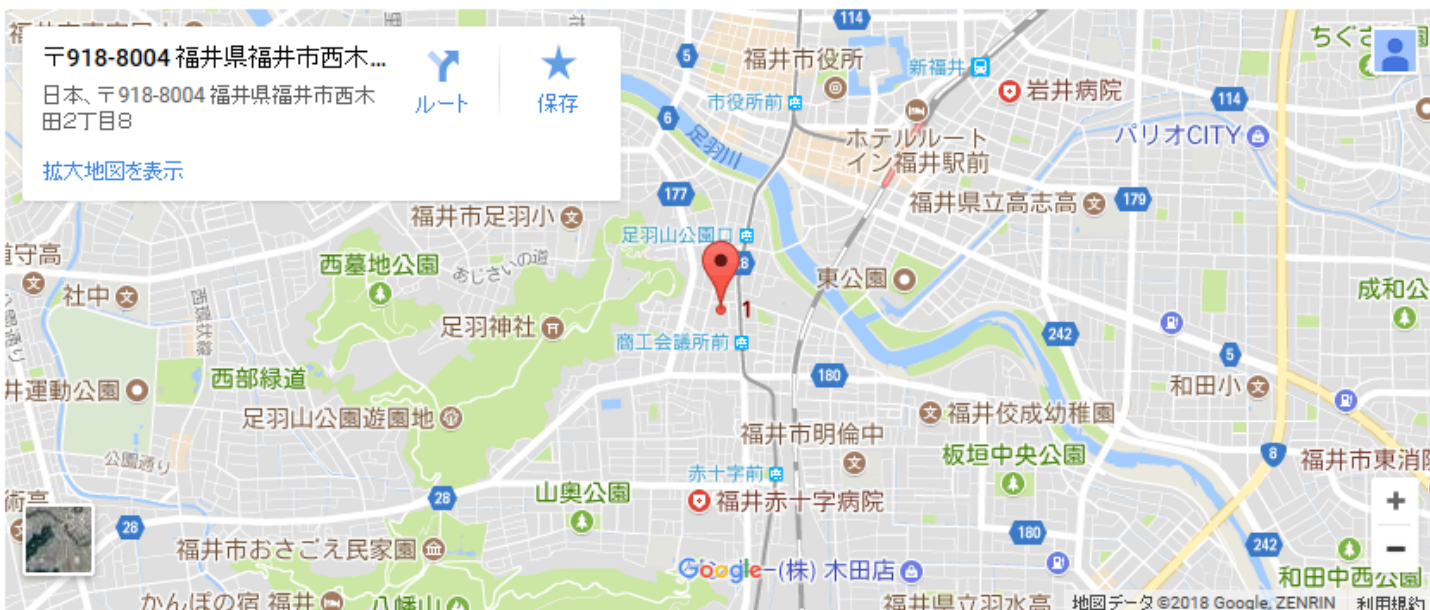 〒918-8004 福井県福井市西木...
日本、〒918-8004 福井県福井市西木
田2丁目8
ルート
保存
拡大地図を表示
114
5
福井市役所
新福井
岩井病院
114
市役所前
6
足羽川
ホテルルート
イン福井駅前
パリオCITY
177
福井市足羽小
福井県立高志高
179
足羽山公園口
8
道守高
西墓地公園
あじさいの道
東公園
社中
西環状線
1
成和公
足羽神社
商工会議所前
242
5
西部緑道
180
井運動公園
和田小
足羽山公園遊園地
福井佼成幼稚園
福井市明倫中
公園通り
板垣中央公園
8
福井市東消防
赤十字前
山奥公園
福井赤十字病院
28
術高
28
180
242
福井市おさごえ民家園
Google
(株) 木田店
和田中西公園
かんぽの宿 福井
八幡山
福井県立羽水高
地図データ ©2018 Google, ZENRIN
利用規約
+
−